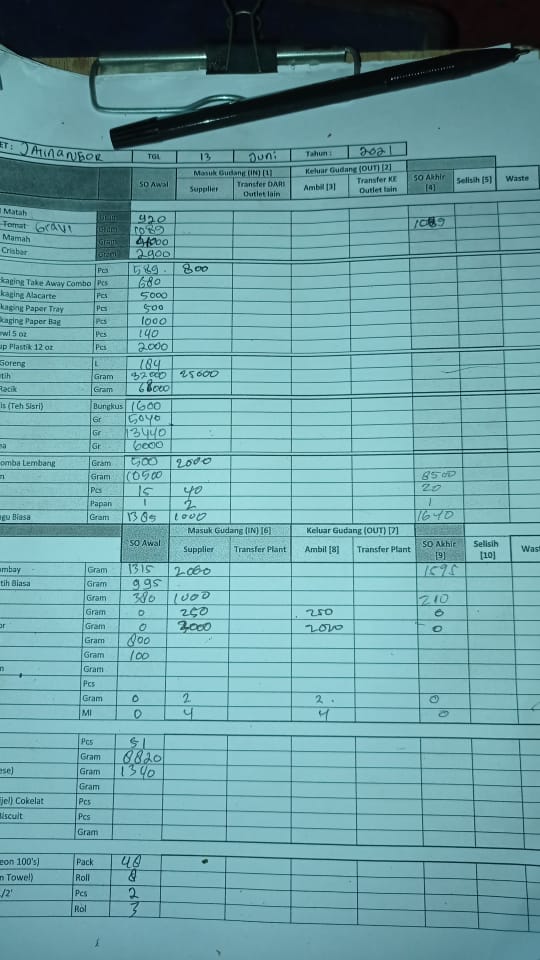 ET: JATINANGOR TGL 13 Juni Tahun: 2021
SO Awal Masuk Gudang (IN) [1] Keluar Gudang (OUT) [2] SO Akhir [4] Selisih [5] Waste
Supplier Transfer DARI Outlet lain Ambil [3] Transfer KE Outlet lain
Matah Gram 920
Tomat Gravi Gram 1089 1089
Mamah Gram
Crisbar Gram 2900
Pcs 589. 800
kaging Take Away Combo Pcs 680
kaging Alacarte Pcs 5000
kaging Paper Tray Pcs 500
kaging Paper Bag Pcs 1000
wl 5 oz Pcs 140
up Plastik 12 oz Pcs 2000
Goreng L 184
tih Gram 32000 25000
Racik Gram 68000
is (Teh Sisri) Bungkus 1600
Gr 5040
Gr 13440
a Gr 6000
omba Lembang Gram 500 2000
n Gram 10500 8500
Pcs 15 40 20
Papan 1 2 1
gu Biasa Gram 1385 1000 1640
SO Awal Masuk Gudang (IN) [6] Keluar Gudang (OUT) [7] SO Akhir [9] Selisih [10] Wast
Supplier Transfer Plant Ambil [8] Transfer Plant
mbay Gram 1315 2000 1595
tih Biasa Gram 995
Gram 380 1000 210
Gram 0 250 250 0
or Gram 0 2000 2000 0
Gram 800
Gram 100
n Gram
Pcs
Gram 0 2 2. 0
Ml 0 4 4 0
Pcs 51
Gram 8820
ese) Gram 1340
Gram
ijel) Cokelat Pcs
Biscuit Pcs
Gram
eon 100's) Pack 48
n Towel) Roll 8
1/2' Pcs 2
Rol 3